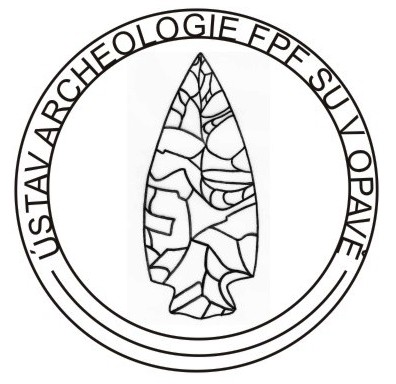 ÚSTAV ARCHEOLOGIE FPF SU V OPAVĚ